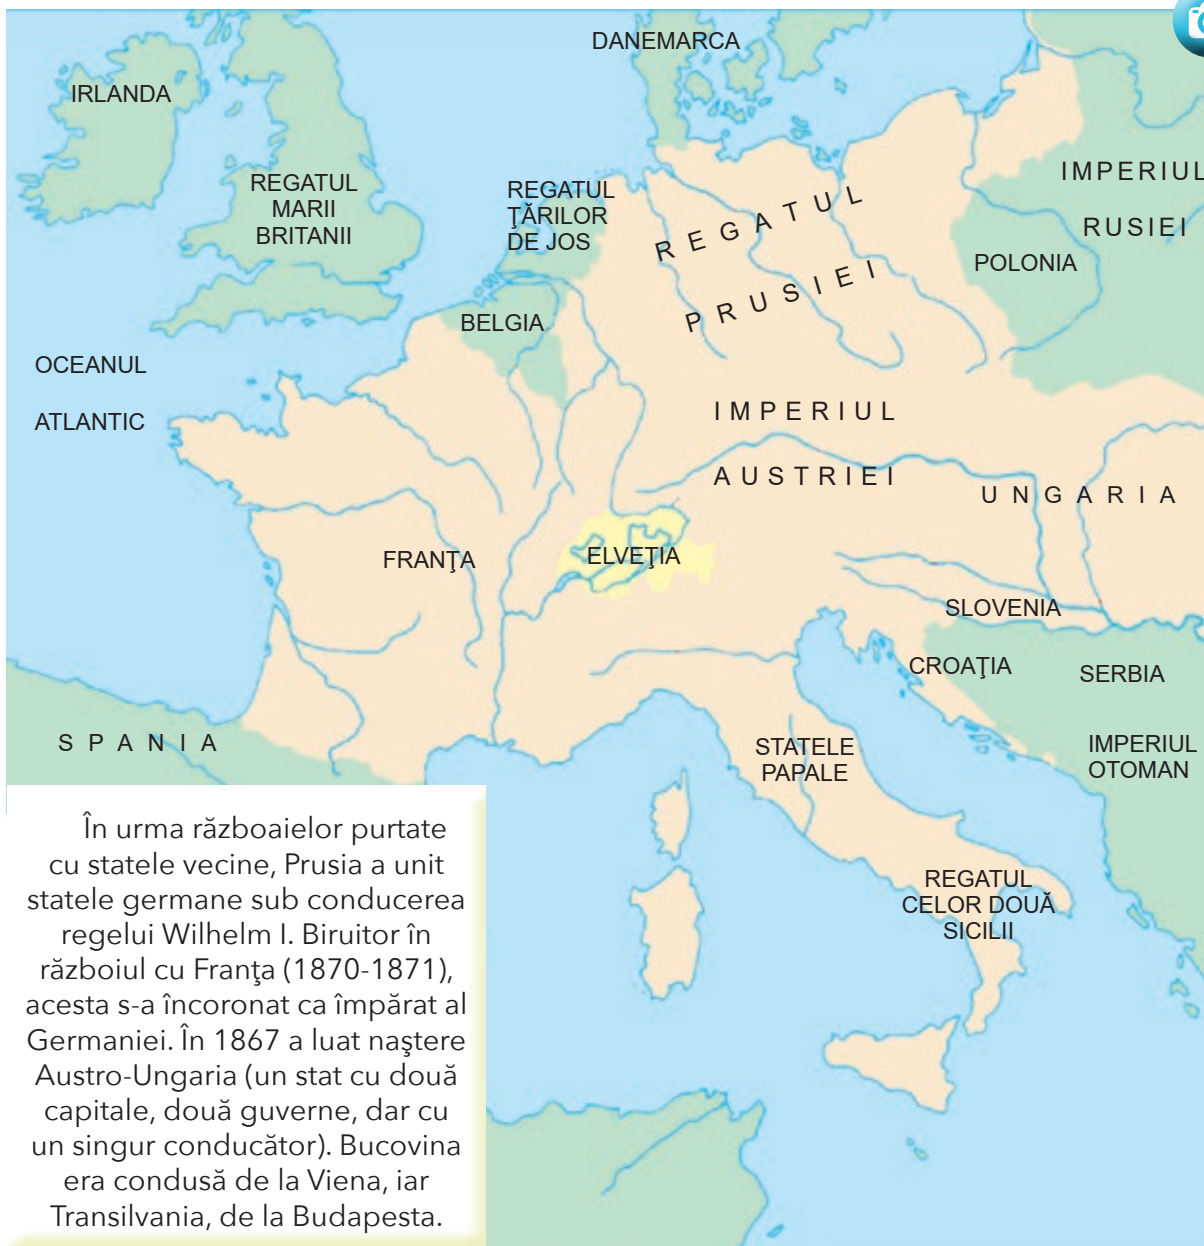 DANEMARCA
IRLANDA
IMPERIUL
RUSIEI
REGATUL
MARII
BRITANII
REGATUL
ŢĂRILOR
DE JOS
REGATUL
PRUSIEI
POLONIA
BELGIA
OCEANUL
ATLANTIC
IMPERIUL
AUSTRIEI
UNGARIA
FRANŢA
ELVEŢIA
SLOVENIA
CROAŢIA
SERBIA
SPANIA
STATELE
PAPALE
IMPERIUL
OTOMAN
REGATUL
CELOR DOUĂ
SICILII
În urma războaielor purtate
cu statele vecine, Prusia a unit
statele germane sub conducerea
regelui Wilhelm I. Biruitor în
războiul cu Franţa (1870-1871),
acesta s-a încoronat ca împărat al
Germaniei. În 1867 a luat naştere
Austro-Ungaria (un stat cu două
capitale, două guverne, dar cu
un singur conducător). Bucovina
era condusă de la Viena, iar
Transilvania, de la Budapesta.